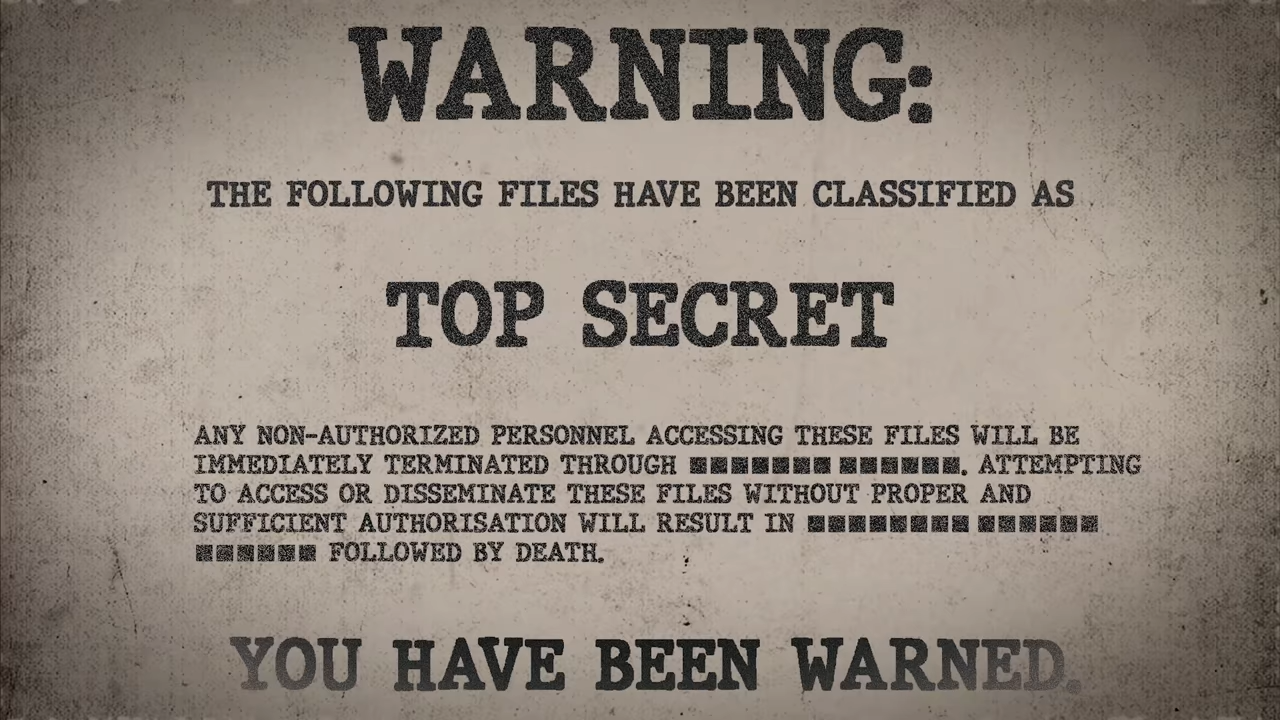 WARNING:
THE FOLLOWING FILES HAVE BEEN CLASSIFIED AS
TOP SECRET
ANY NON-AUTHORIZED PERSONNEL ACCESSING THESE FILES WILL BE
IMMEDIATELY TERMINATED THROUGH ■■■■■■■ ■■■■■■. ATTEMPTING
TO ACCESS OR DISSEMINATE THESE FILES WITHOUT PROPER AND
SUFFICIENT AUTHORISATION WILL RESULT IN ■■■■■■■■ ■■■■■■
■■■■■■ FOLLOWED BY DEATH.
YOU HAVE BEEN WARNED.